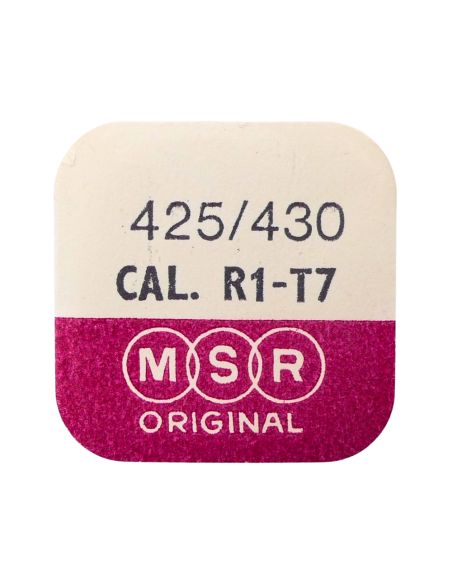 425/430
CAL. R1-T7
MSR
ORIGINAL